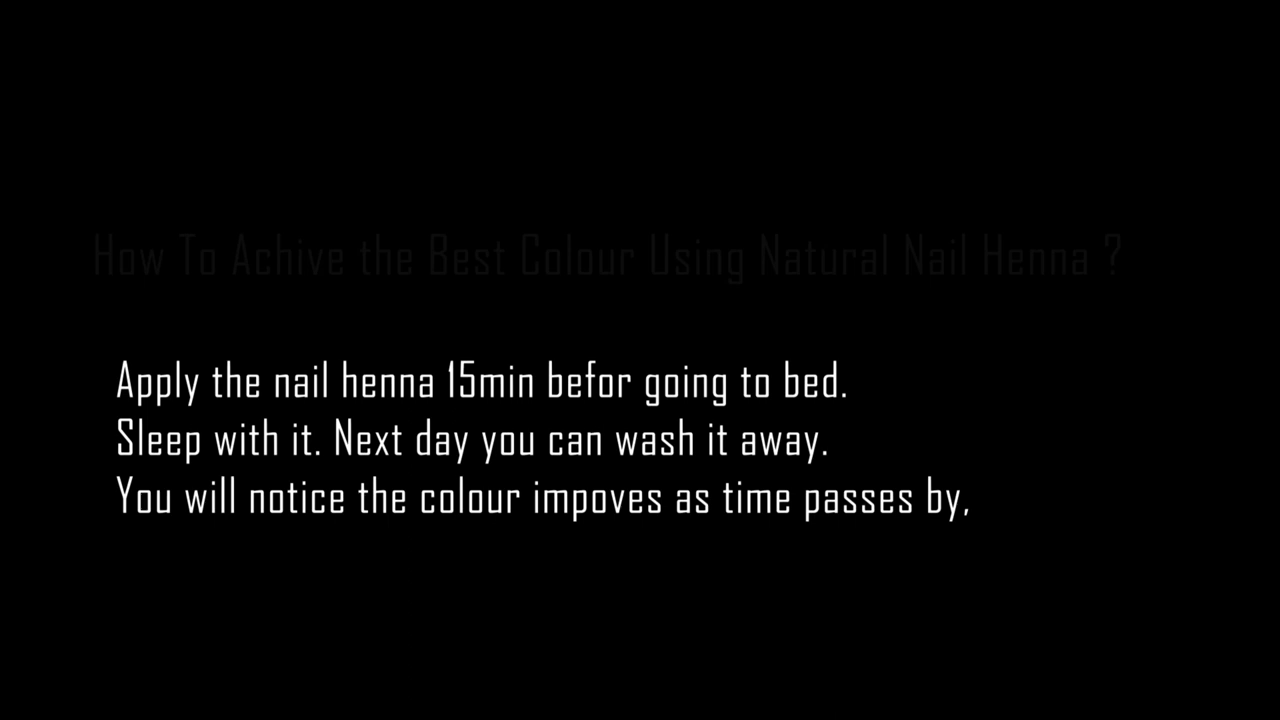 How To Achive the Best Colour Using Natural Nail Henna ?
Apply the nail henna 15min befor going to bed.
Sleep with it. Next day you can wash it away.
You will notice the colour impoves as time passes by,